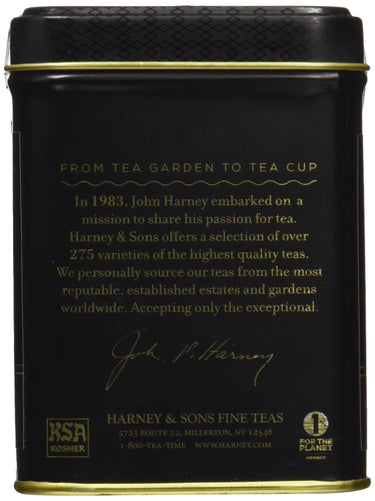 FROM TEA GARDEN TO TEA CUP
In 1983, John Harney embarked on a
mission to share his passion for tea.
Harney & Sons offers a selection of over
275 varieties of the highest quality teas.
We personally source our teas from the most
reputable, established estates and gardens
worldwide. Accepting only the exceptional.
John P. Harney
KSA
KOSHER
HARNEY & SONS FINE TEAS
5723 ROUTE 22, MILLERTON, NY 12546
1-800-TEA-TIME WWW.HARNEY.COM
1%
FOR THE
PLANET
MEMBER